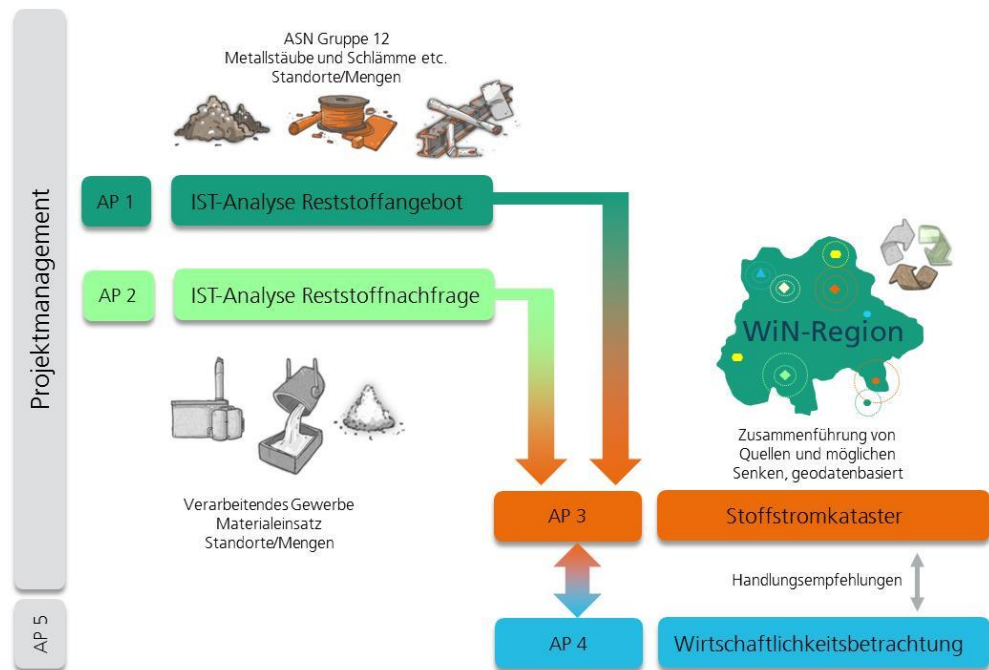 Projektmanagement
AP 5
ASN Gruppe 12
Metallstäube und Schlämme etc.
Standorte/Mengen
AP 1
IST-Analyse Reststoffangebot
AP 2
IST-Analyse Reststoffnachfrage
Verarbeitendes Gewerbe
Materialeinsatz
Standorte/Mengen
WiN-Region
Zusammenführung von
Quellen und möglichen
Senken, geodatenbasiert
AP 3
Stoffstromkataster
Handlungsempfehlungen
AP 4
Wirtschaftlichkeitsbetrachtung